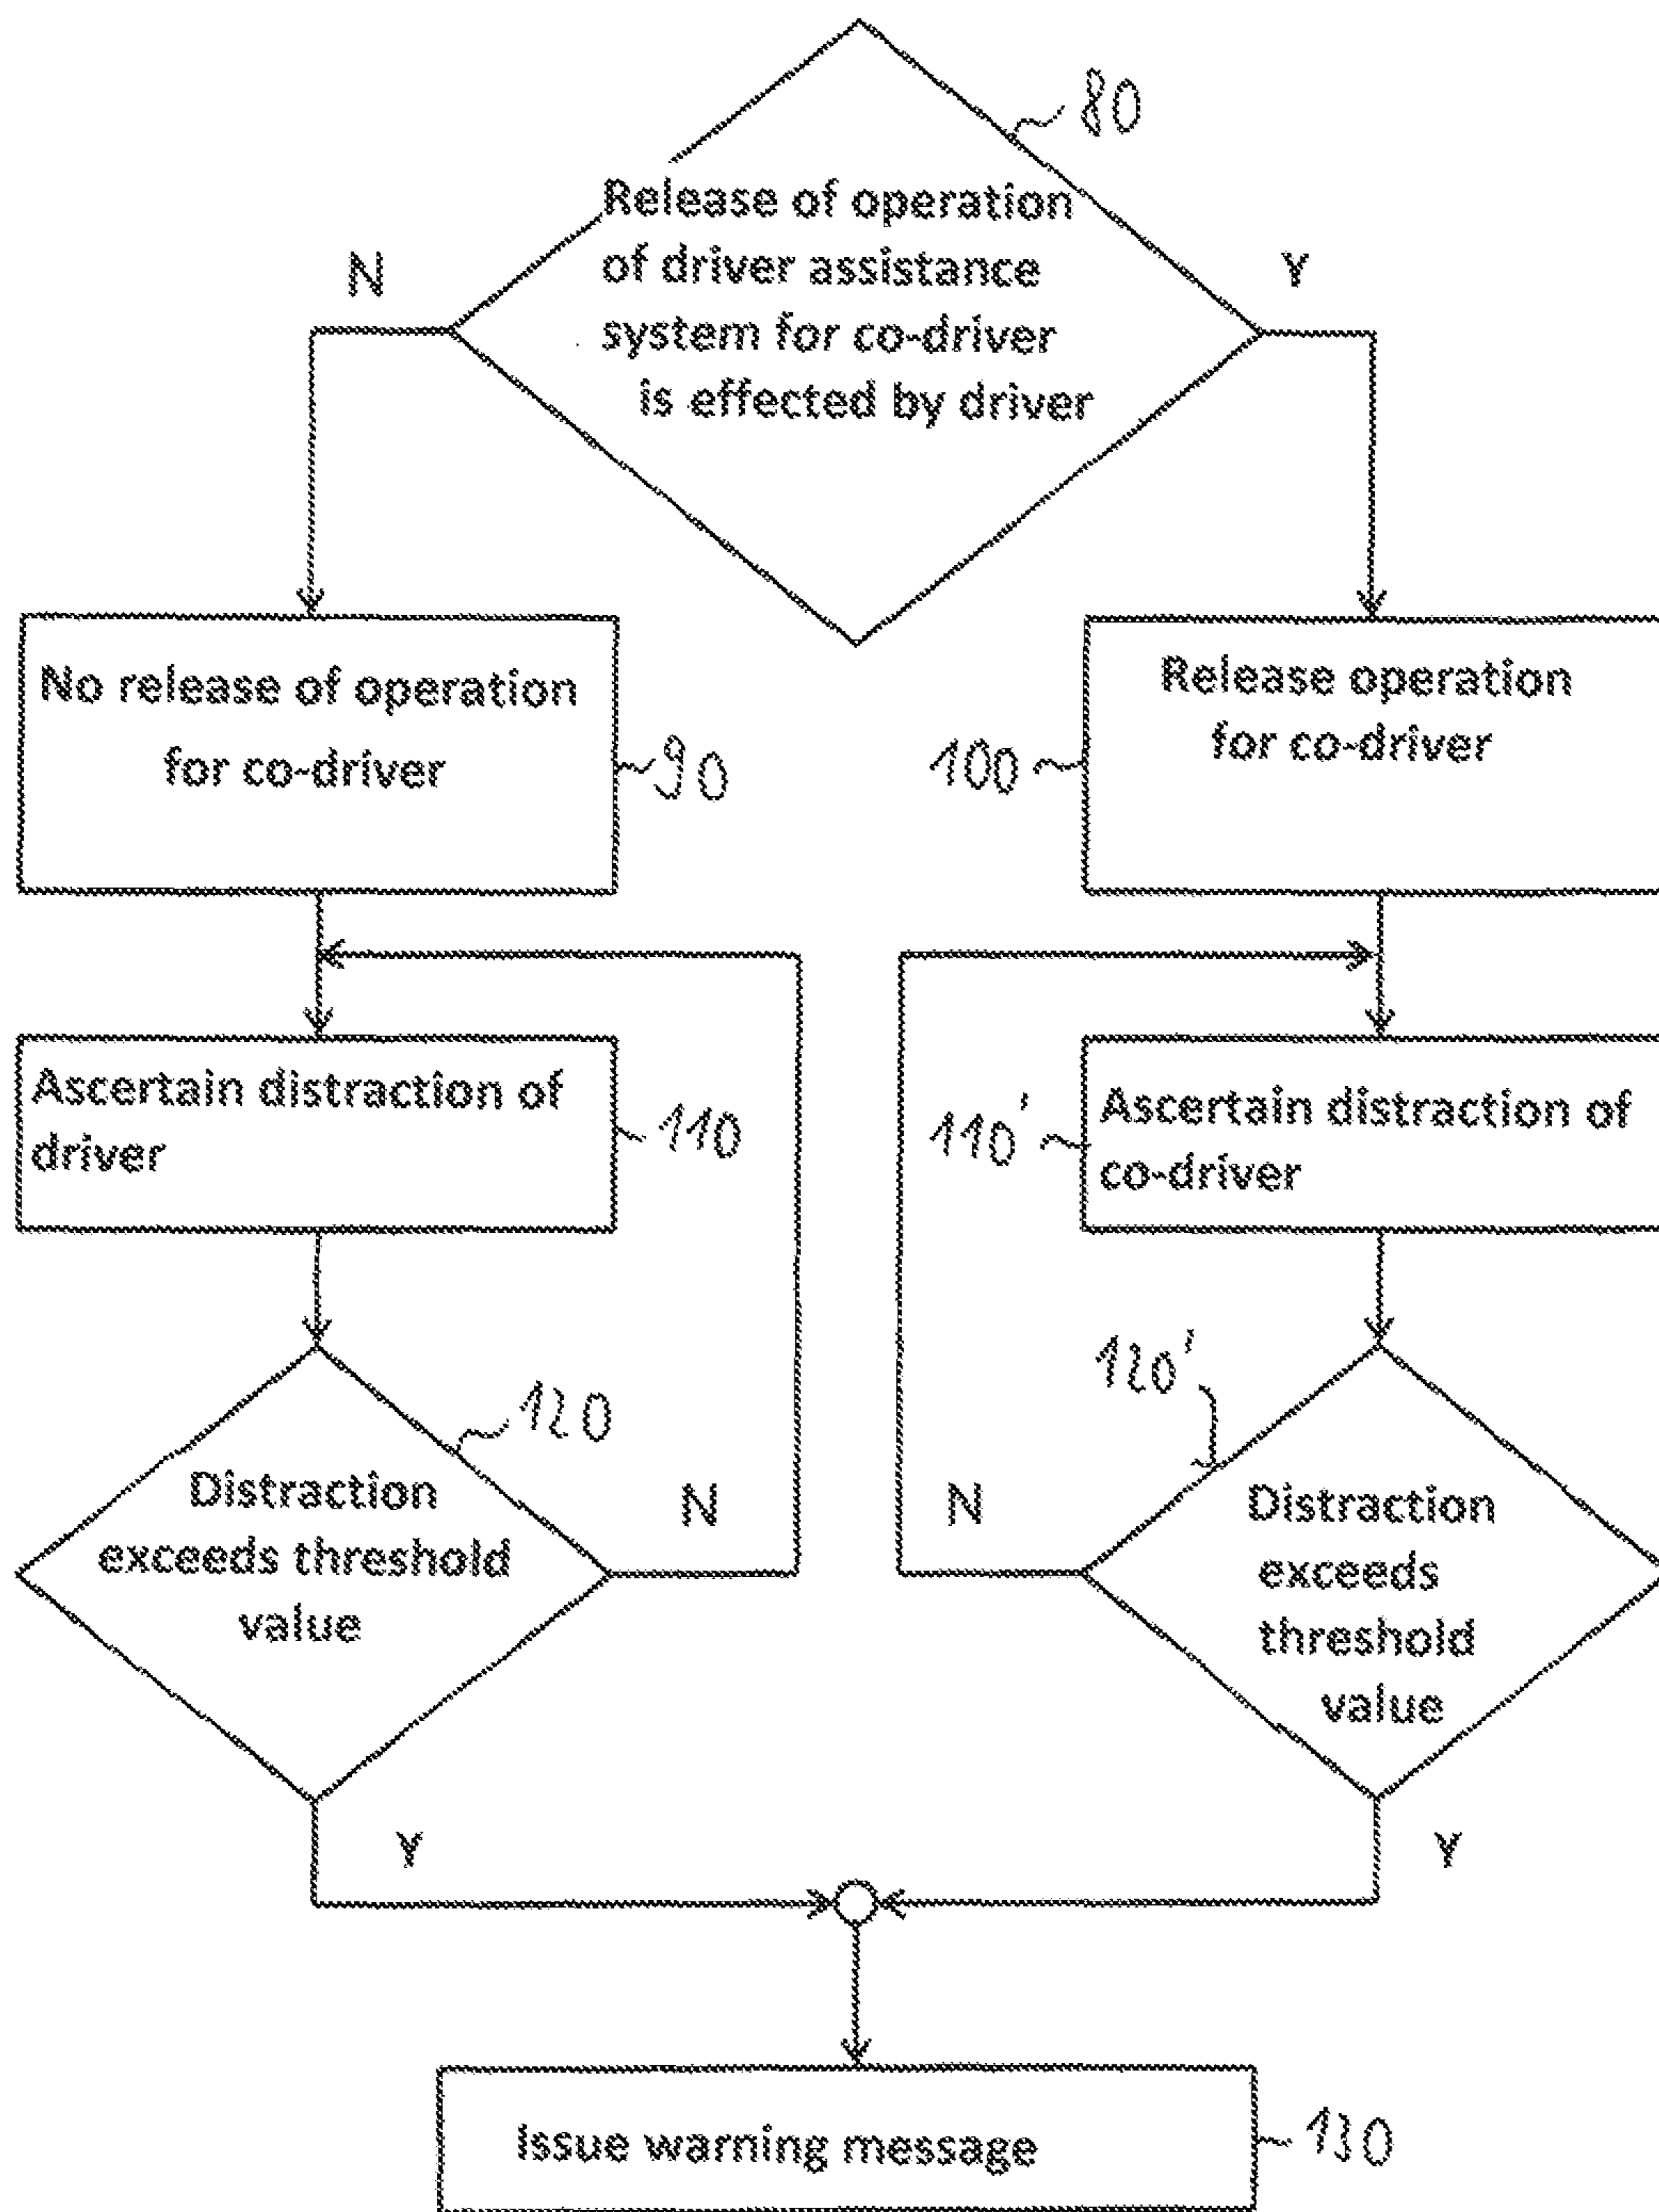 80
Release of operation
of driver assistance
system for co-driver
is effected by driver
N
Y
No release of operation
for co-driver
90
100
Release operation
for co-driver
Ascertain distraction of
driver
110
110'
Ascertain distraction of
co-driver
120
Distraction
exceeds threshold
value
N
120'
N
Distraction
exceeds
threshold
value
Y
Y
Issue warning message
130